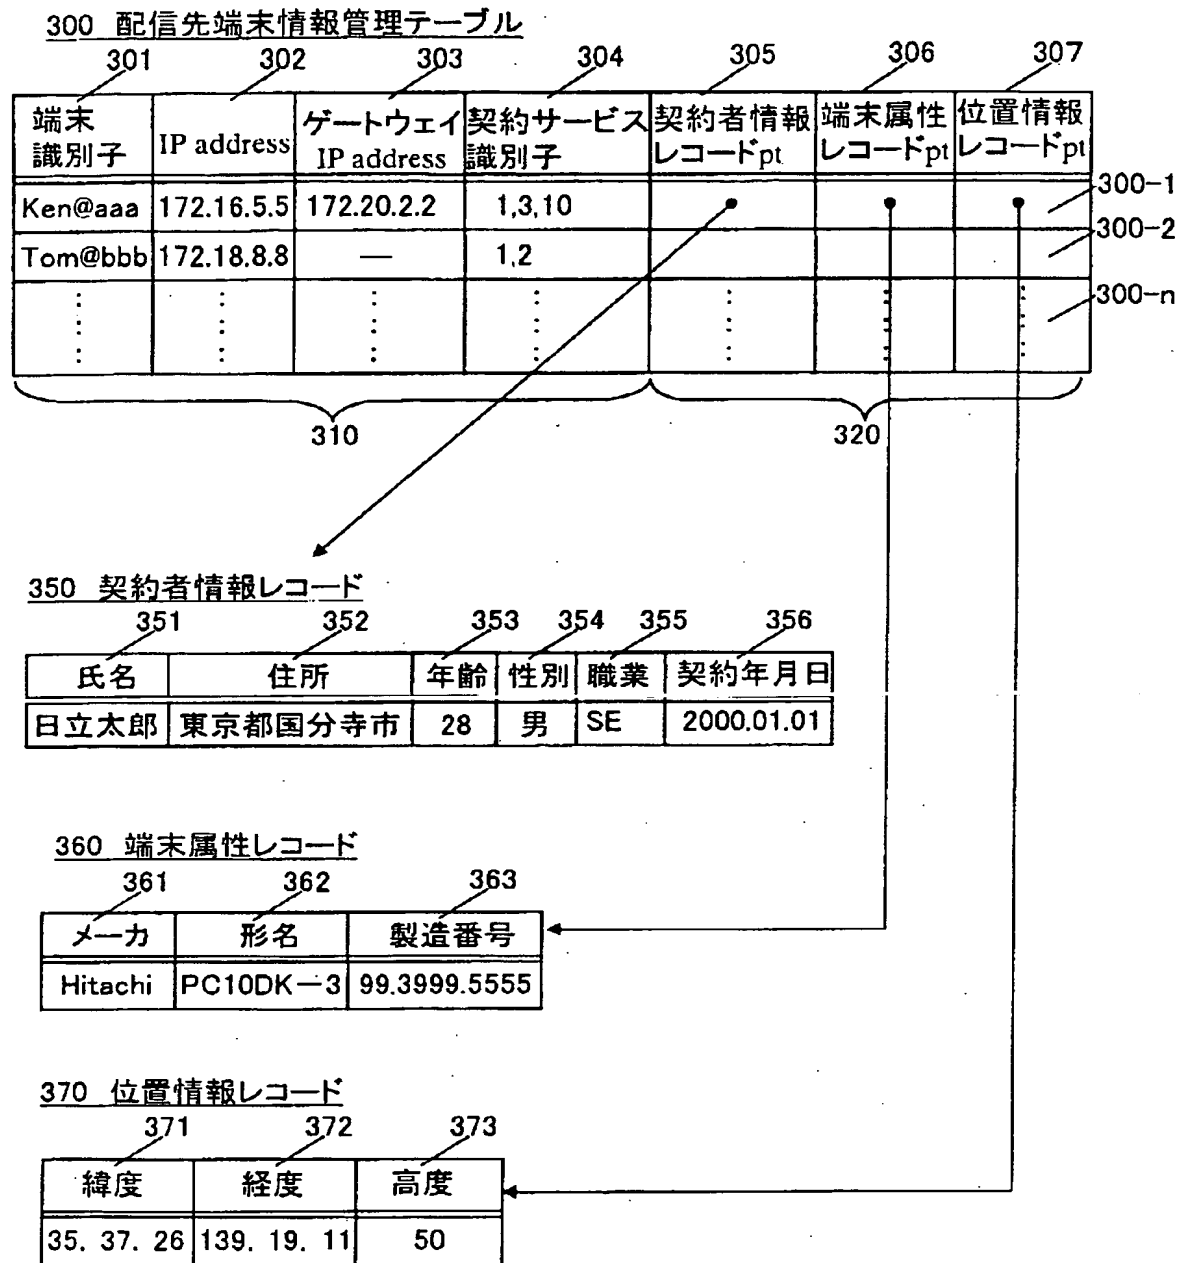 300 配信先端末情報管理テーブル
301 302 303 304 305 306 307
端末識別子 IP address ゲートウェイ IP address 契約サービス識別子 契約者情報レコードpt 端末属性レコードpt 位置情報レコードpt
Ken@aaa 172.16.5.5 172.20.2.2 1,3,10 300-1
Tom@bbb 172.18.8.8 — 1,2 300-2
300-n
310 320
350 契約者情報レコード
351 352 353 354 355 356
氏名 住所 年齢 性別 職業 契約年月日
日立太郎 東京都国分寺市 28 男 SE 2000.01.01
360 端末属性レコード
361 362 363
メーカ 形名 製造番号
Hitachi PC10DK－3 99.3999.5555
370 位置情報レコード
371 372 373
緯度 経度 高度
35. 37. 26 139. 19. 11 50